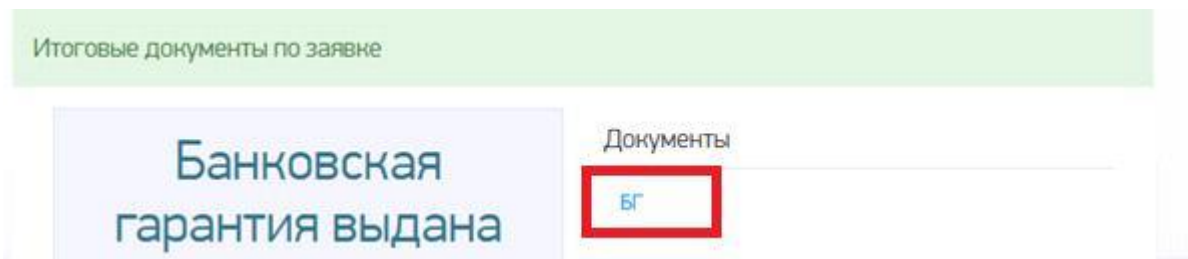 Итоговые документы по заявке
Банковская
гарантия выдана
Документы
БГ